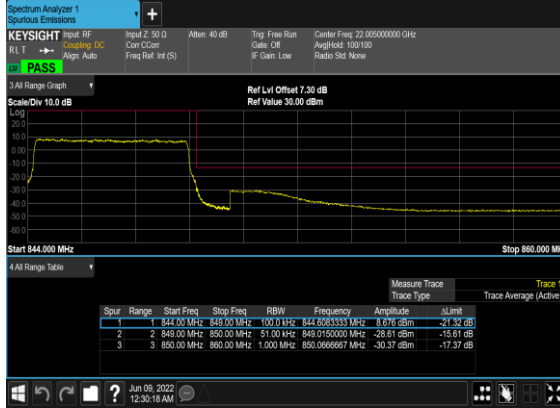 Spectrum Analyzer 1
Spurious Emissions
+
KEYSIGHT Input: RF Input Z: 50 Ω Atten: 40 dB Trig: Free Run Center Freq: 22.005000000 GHz
RLT Coupling: DC Corr CCorr Gate: Off Avg|Hold: 100/100
Align: Auto Freq Ref: Int (S) IF Gain: Low Radio Std: None
PASS
3 All Range Graph
Ref Lvl Offset 7.30 dB
Scale/Div 10.0 dB Ref Value 30.00 dBm
Log
20.0
10.0
0.00
-10.0
-20.0
-30.0
-40.0
-50.0
-60.0
Start 844.000 MHz Stop 860.000 MH
4 All Range Table
Measure Trace Trace 1
Trace Type Trace Average (Active
Spur Range Start Freq Stop Freq RBW Frequency Amplitude ΔLimit
1 1 844.00 MHz 849.00 MHz 100.0 kHz 844.6083333 MHz 8.676 dBm -21.32 dB
2 2 849.00 MHz 850.00 MHz 51.00 kHz 849.0150000 MHz -28.61 dBm -15.61 dB
3 3 850.00 MHz 860.00 MHz 1.000 MHz 850.0666667 MHz -30.37 dBm -17.37 dB
? Jun 09, 2022
12:30:18 AM